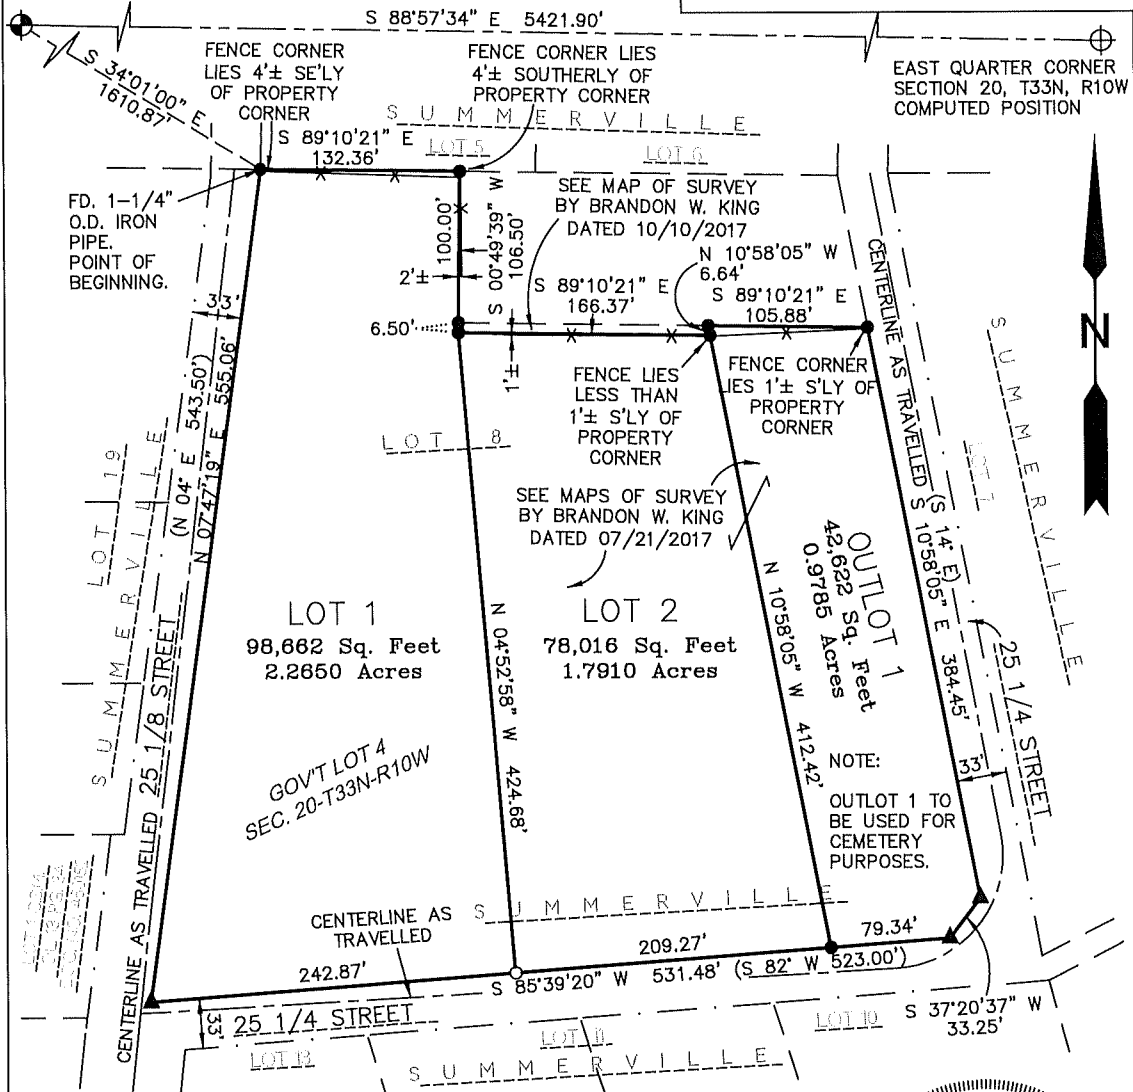 S 88°57'34" E 5421.90'
S 34°01'00" E
1610.87'
FENCE CORNER
LIES 4'± SE'LY
OF PROPERTY
CORNER
FENCE CORNER LIES
4'± SOUTHERLY OF
PROPERTY CORNER
EAST QUARTER CORNER
SECTION 20, T33N, R10W
COMPUTED POSITION
SUMMERVILLE
S 89°10'21" E
132.36'
LOT 5
LOT 6
FD. 1-1/4"
O.D. IRON
PIPE.
POINT OF
BEGINNING.
100.00'
S 00°49'39" W
106.50'
2'±
SEE MAP OF SURVEY
BY BRANDON W. KING
DATED 10/10/2017
N 10°58'05" W
6.64'
S 89°10'21" E
166.37'
S 89°10'21" E
105.88'
33'
6.50'
1'±
FENCE LIES
LESS THAN
1'± S'LY OF
PROPERTY
CORNER
FENCE CORNER
LIES 1'± S'LY OF
PROPERTY
CORNER
CENTERLINE AS TRAVELLED
(S 14° E)
S 10°58'05" E 384.45'
N
SUMMERVILLE
LOT 7
(N 04° E 543.50')
N 07°47'19" E 555.06'
LOT 19
SUMMERVILLE
LOT 8
SEE MAPS OF SURVEY
BY BRANDON W. KING
DATED 07/21/2017
LOT 1
98,662 Sq. Feet
2.2650 Acres
N 04°52'58" W 424.68'
LOT 2
78,016 Sq. Feet
1.7910 Acres
N 10°58'05" W 412.42'
OUTLOT 1
42,622 Sq. Feet
0.9785 Acres
25 1/4 STREET
GOV'T LOT 4
SEC. 20-T33N-R10W
NOTE:
OUTLOT 1 TO
BE USED FOR
CEMETERY
PURPOSES.
33'
CENTERLINE AS TRAVELLED 25 1/8 STREET
CENTERLINE AS
TRAVELLED
SUMMERVILLE
242.87'
209.27'
79.34'
S 85°39'20" W 531.48' (S 82° W 523.00')
S 37°20'37" W
33.25'
33'
25 1/4 STREET
LOT 13
LOT 11
LOT 10
SUMMERVILLE